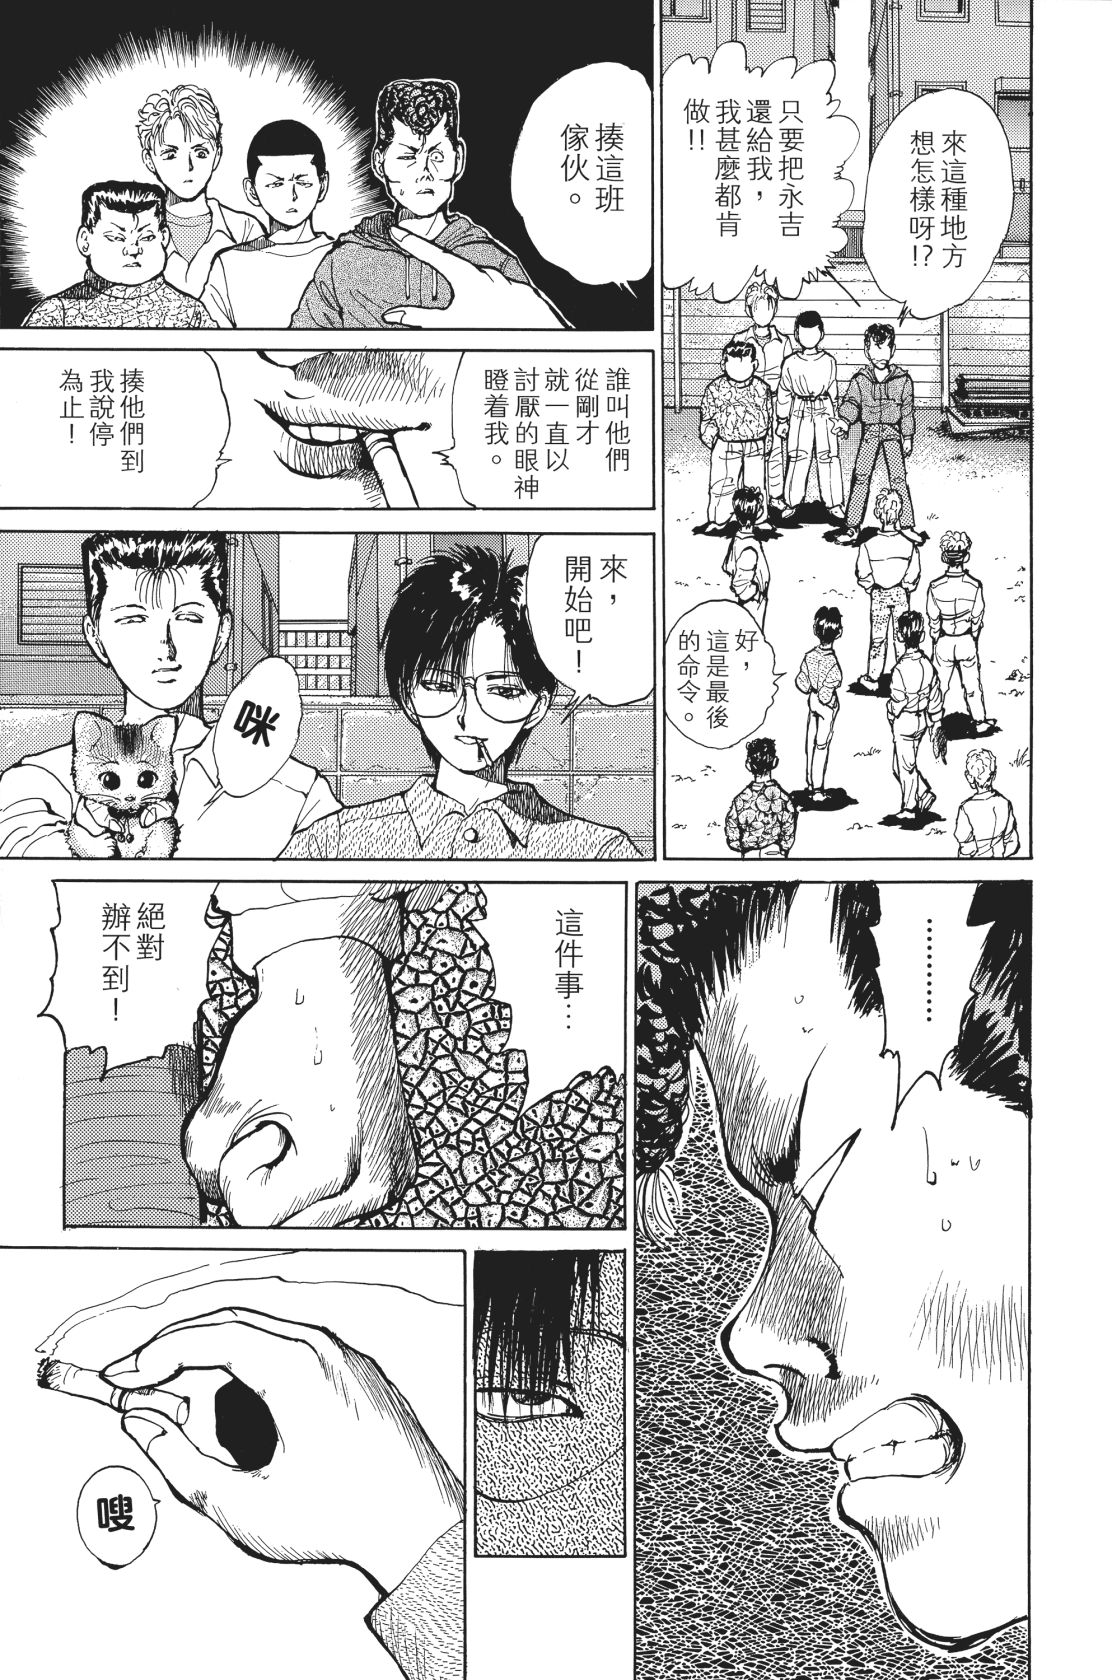 來這種地方
想怎樣呀!?
只要把永吉
還給我，
我甚麼都肯
做!!
好，
這是最後
的命令。
揍這班
傢伙。
誰叫他們
從剛才
就一直以
討厭的眼神
瞪着我。
揍他們到
我說停
為止！
來，
開始吧！
咪
………
這件事…
絕對
辦不到！
嗖